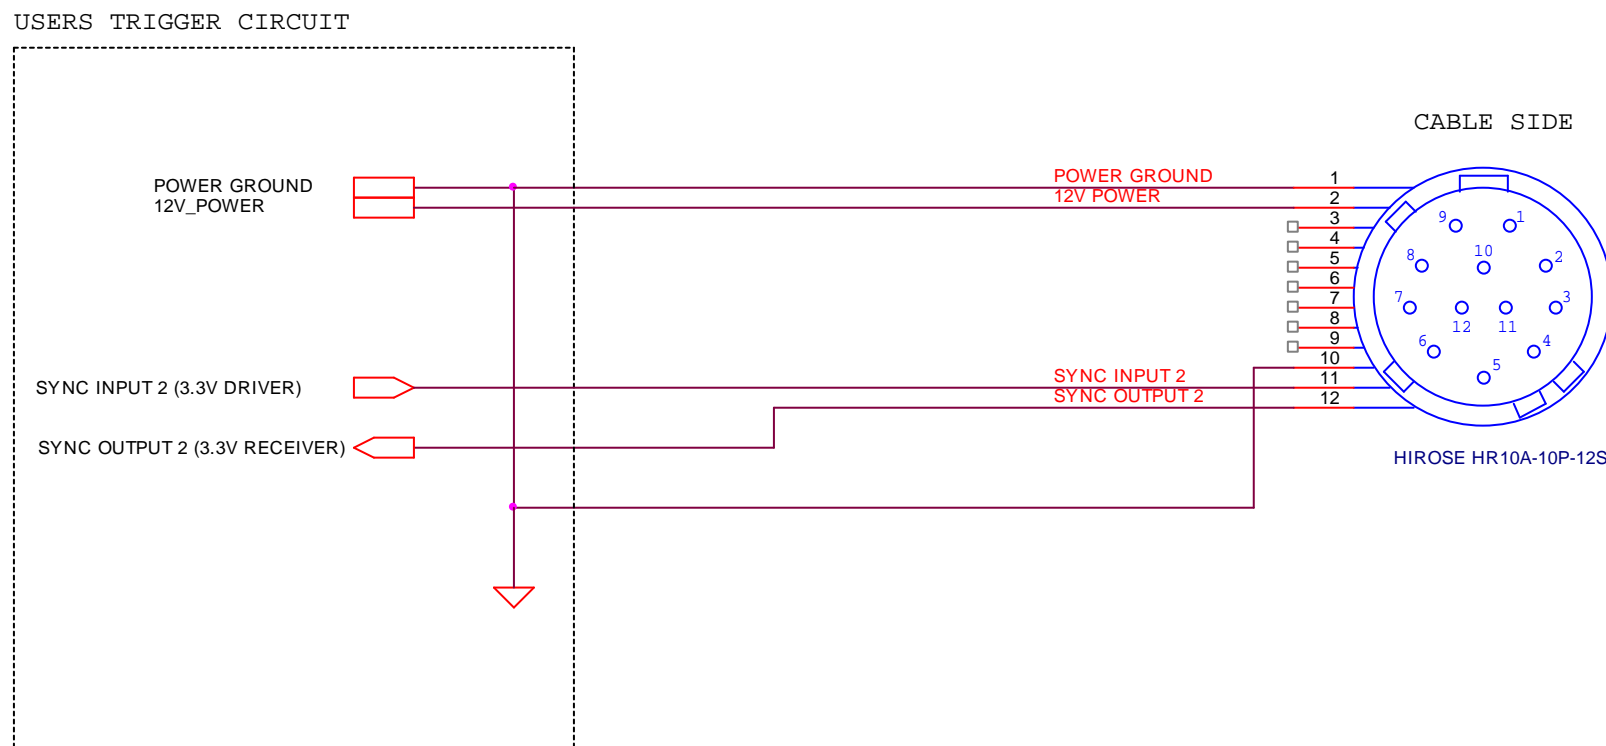 USERS TRIGGER CIRCUIT
CABLE SIDE
POWER GROUND
12V_POWER
POWER GROUND
12V POWER
1
2
3
4
5
6
7
8
9
10
11
12
9
1
8
10
2
7
12
11
3
6
4
5
SYNC INPUT 2 (3.3V DRIVER)
SYNC INPUT 2
SYNC OUTPUT 2
SYNC OUTPUT 2 (3.3V RECEIVER)
HIROSE HR10A-10P-12S